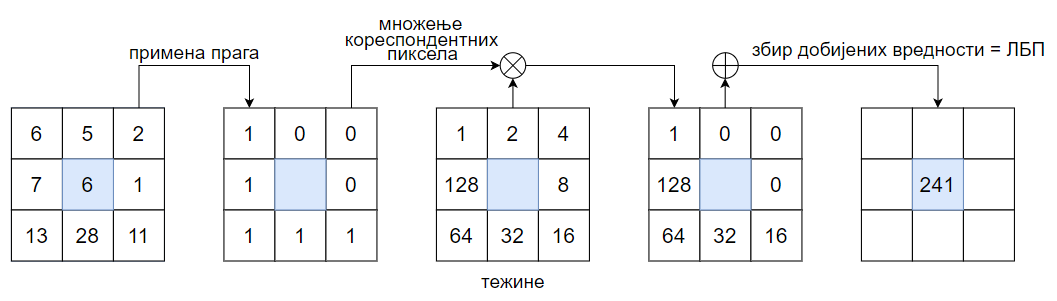 множење
кореспондентних
пиксела
примена прага
збир добијених вредности = ЛБП
6 5 2
7 6 1
13 28 11
1 0 0
1 0
1 1 1
1 2 4
128 8
64 32 16
1 0 0
128 0
64 32 16
241
тежине